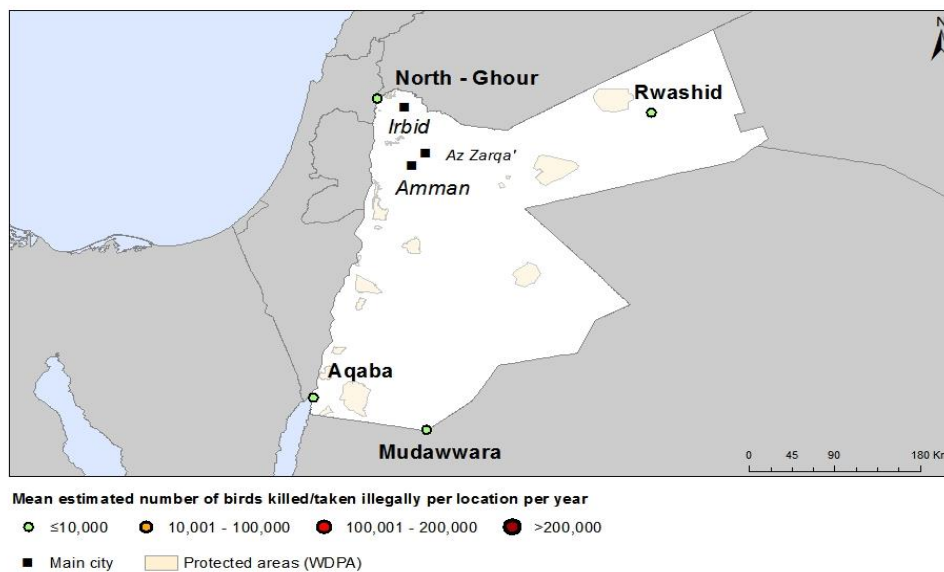 N
North - Ghour
Rwashid
Irbid
Az Zarqa'
Amman
Aqaba
Mudawwara
0 45 90 180 Km
Mean estimated number of birds killed/taken illegally per location per year
≤10,000 10,001 - 100,000 100,001 - 200,000 >200,000
Main city Protected areas (WDPA)